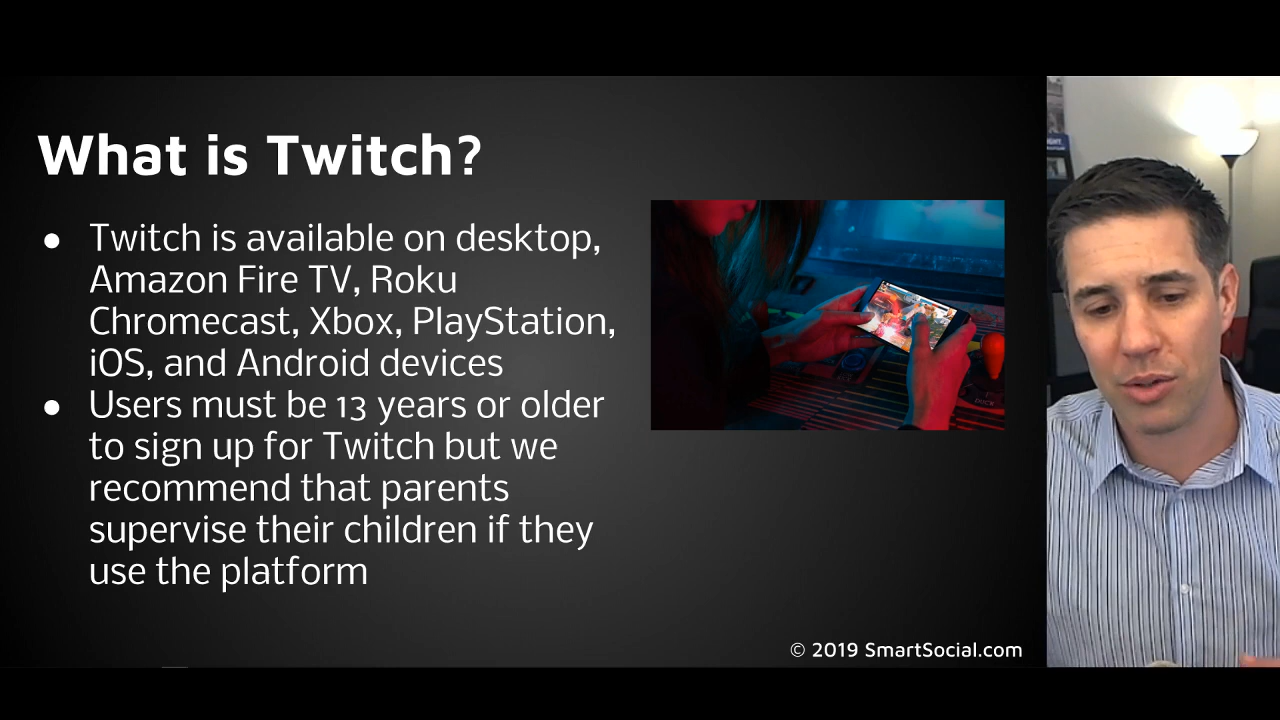 What is Twitch?
● Twitch is available on desktop,
Amazon Fire TV, Roku
Chromecast, Xbox, PlayStation,
iOS, and Android devices
● Users must be 13 years or older
to sign up for Twitch but we
recommend that parents
supervise their children if they
use the platform
© 2019 SmartSocial.com